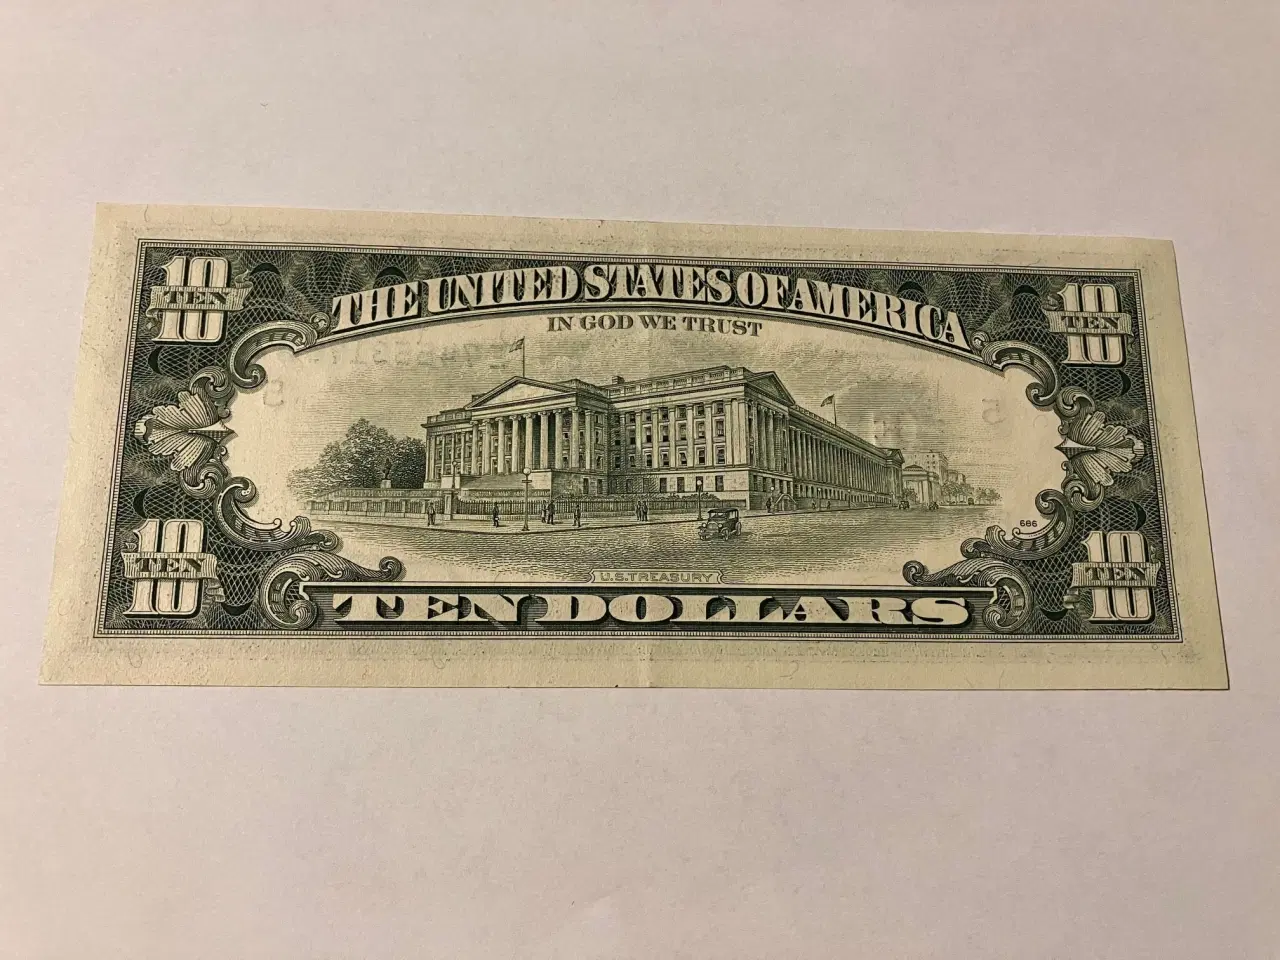 10
TEN
10
THE UNITED STATES OF AMERICA
10
TEN
10
IN GOD WE TRUST
10
TEN
10
686
10
TEN
10
U.S. TREASURY
TEN DOLLARS